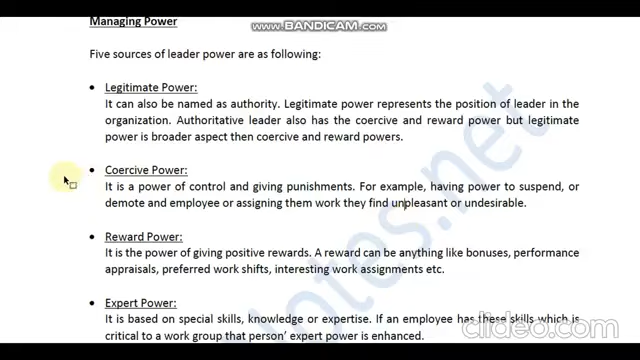 WWW.BANDICAM.COM
Managing Power
Five sources of leader power are as following:
• Legitimate Power:
It can also be named as authority. Legitimate power represents the position of leader in the
organization. Authoritative leader also has the coercive and reward power but legitimate
power is broader aspect then coercive and reward powers.
• Coercive Power:
It is a power of control and giving punishments. For example, having power to suspend, or
demote and employee or assigning them work they find unpleasant or undesirable.
• Reward Power:
It is the power of giving positive rewards. A reward can be anything like bonuses, performance
appraisals, preferred work shifts, interesting work assignments etc.
• Expert Power:
It is based on special skills, knowledge or expertise. If an employee has these skills which is
critical to a work group that person' expert power is enhanced.
clideo.com